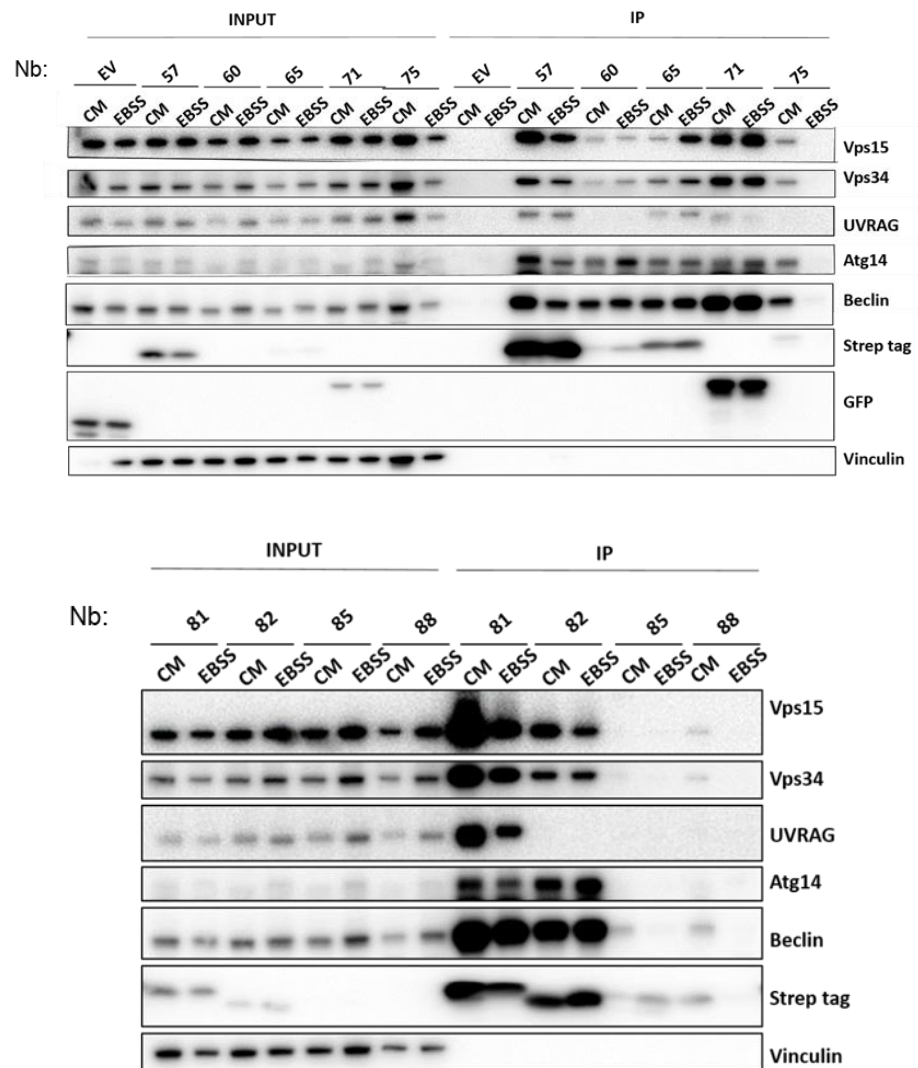 INPUT IP
Nb: EV 57 60 65 71 75 EV 57 60 65 71 75
CM EBSS CM EBSS CM EBSS CM EBSS CM EBSS CM EBSS CM EBSS CM EBSS CM EBSS CM EBSS CM EBSS CM EBSS
Vps15
Vps34
UVRAG
Atg14
Beclin
Strep tag
GFP
Vinculin
INPUT IP
Nb: 81 82 85 88 81 82 85 88
CM EBSS CM EBSS CM EBSS CM EBSS CM EBSS CM EBSS CM EBSS CM EBSS
Vps15
Vps34
UVRAG
Atg14
Beclin
Strep tag
Vinculin